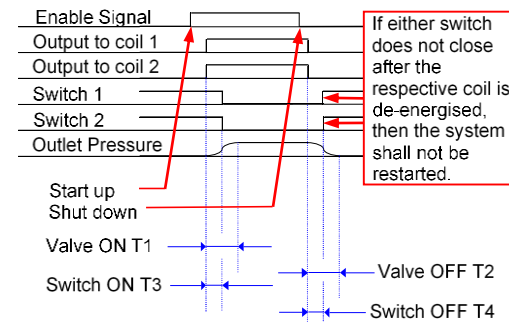 Enable Signal
Output to coil 1
Output to coil 2
Switch 1
Switch 2
Outlet Pressure
If either switch
does not close
after the
respective coil is
de-energised,
then the system
shall not be
restarted.
Start up
Shut down
Valve ON T1
Switch ON T3
Valve OFF T2
Switch OFF T4